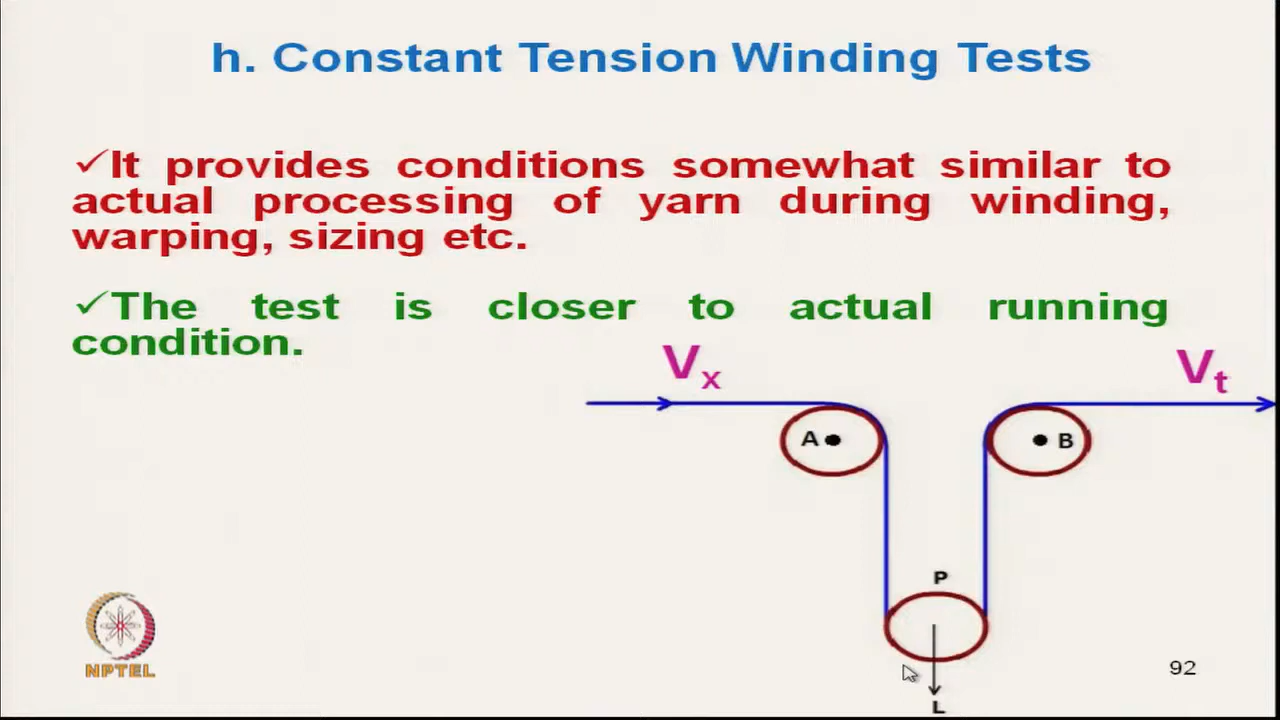 h. Constant Tension Winding Tests
✓It provides conditions somewhat similar to
actual processing of yarn during winding,
warping, sizing etc.
✓The test is closer to actual running
condition.
Vx
Vt
A
B
P
L
NPTEL
92